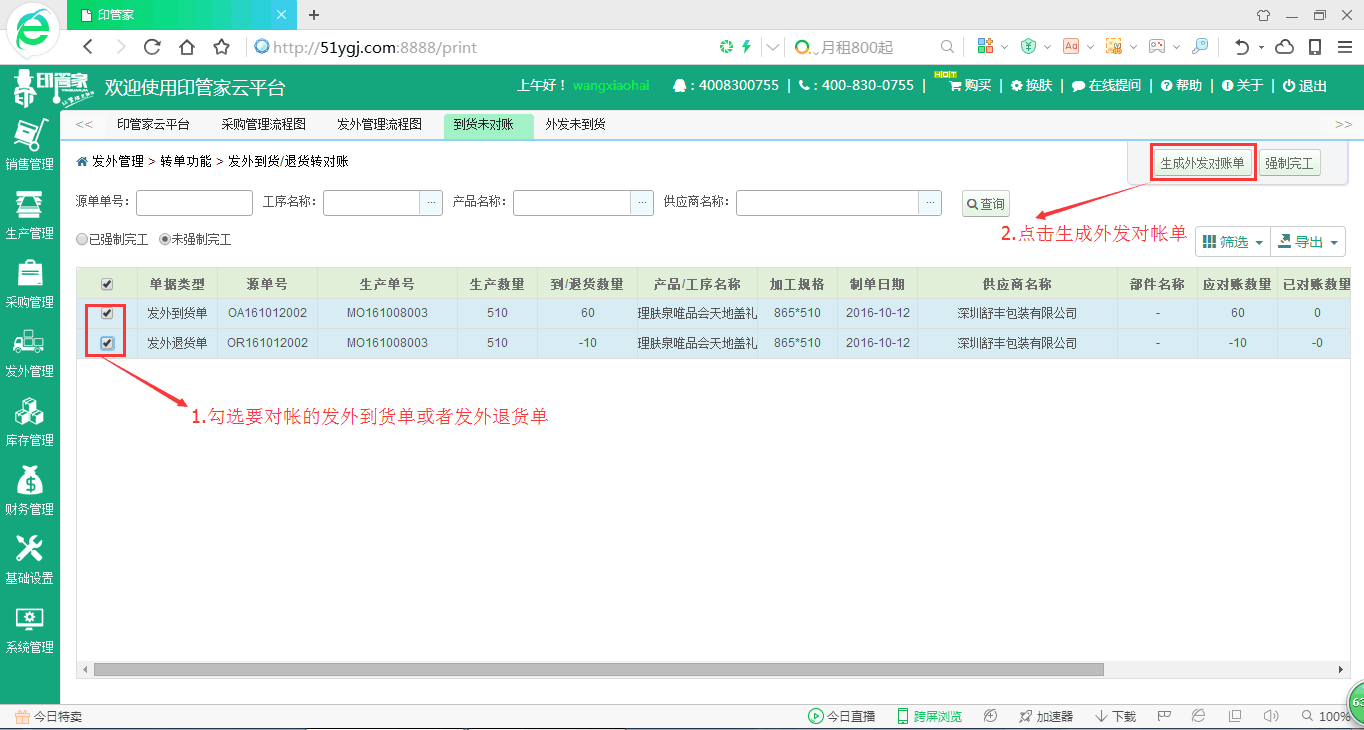 印管家
http://51ygj.com:8888/print
月租800起
印管家
欢迎使用印管家云平台
上午好！ wangxiaohai
: 4008300755 | : 400-830-0755 | HOT 购买 | 换肤 | 在线提问 | 帮助 | 关于 | 退出
<< 印管家云平台 采购管理流程图 发外管理流程图 到货未对账 外发未到货 >>
销售管理
生产管理
采购管理
发外管理
库存管理
财务管理
基础设置
系统管理
发外管理 > 转单功能 > 发外到货/退货转对账
生成外发对账单 强制完工
源单单号: 工序名称: ... 产品名称: ... 供应商名称: ... 查询
已强制完工 未强制完工
2.点击生成外发对帐单
筛选 导出
单据类型 源单号 生产单号 生产数量 到/退货数量 产品/工序名称 加工规格 制单日期 供应商名称 部件名称 应对账数量 已对账数量
发外到货单 OA161012002 MO161008003 510 60 理肤泉唯品会天地盖礼 865*510 2016-10-12 深圳舒丰包装有限公司 - 60 0
发外退货单 OR161012002 MO161008003 510 -10 理肤泉唯品会天地盖礼 865*510 2016-10-12 深圳舒丰包装有限公司 - -10 -0
1.勾选要对帐的发外到货单或者发外退货单
今日特卖 今日直播 跨屏浏览 加速器 下载 100%
63